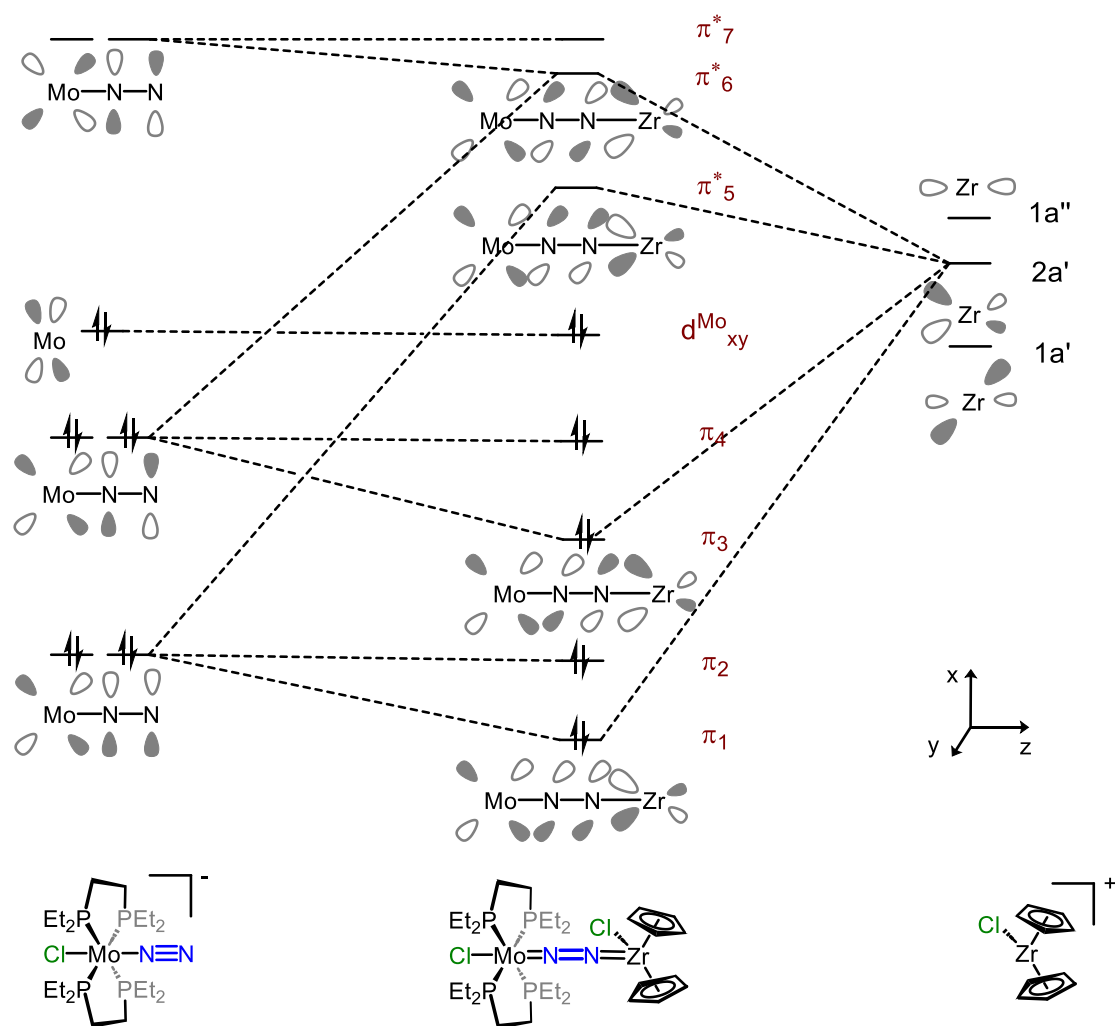 π*7
π*6
Mo N N
Mo N N Zr
π*5
Zr
1a"
Mo N N Zr
2a'
Mo
d^Mo_xy
Zr
1a'
Zr
π4
Mo N N
π3
Mo N N Zr
π2
Mo N N
x
y z
π1
Mo N N Zr
- +
Et2P PEt2 Et2P PEt2 Cl
Cl Mo N N Cl Mo N N Zr Cl Zr
Et2P PEt2 Et2P PEt2